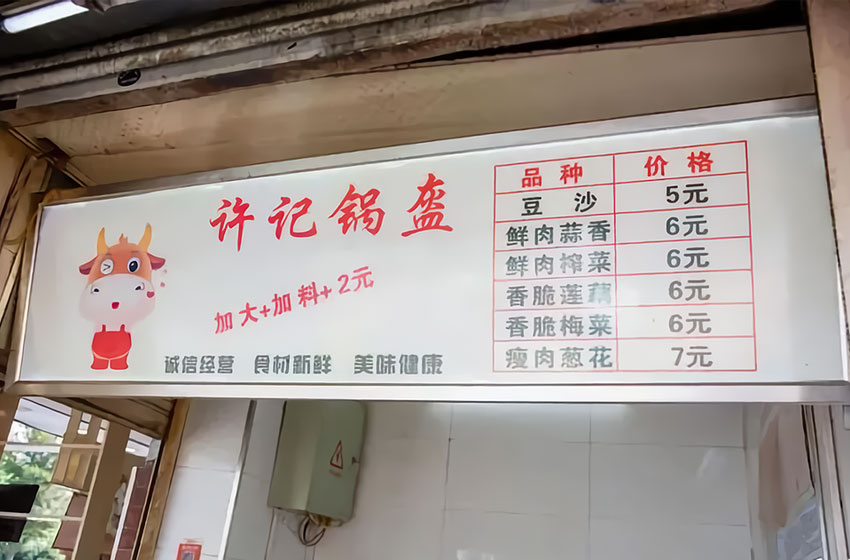 许记锅盔
加大+加料+2元
诚信经营 食材新鲜 美味健康
品种 价格
豆沙 5元
鲜肉蒜香 6元
鲜肉榨菜 6元
香脆莲藕 6元
香脆梅菜 6元
瘦肉葱花 7元